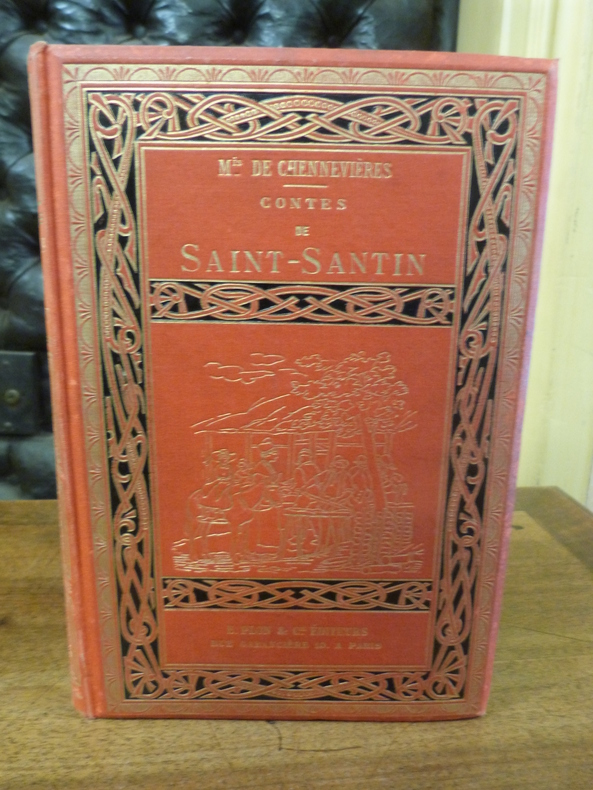 Mis DE CHENNEVIÈRES
CONTES
DE
SAINT-SANTIN
E. PLON & Cie ÉDITEURS
RUE GARANCIÈRE 10. A PARIS